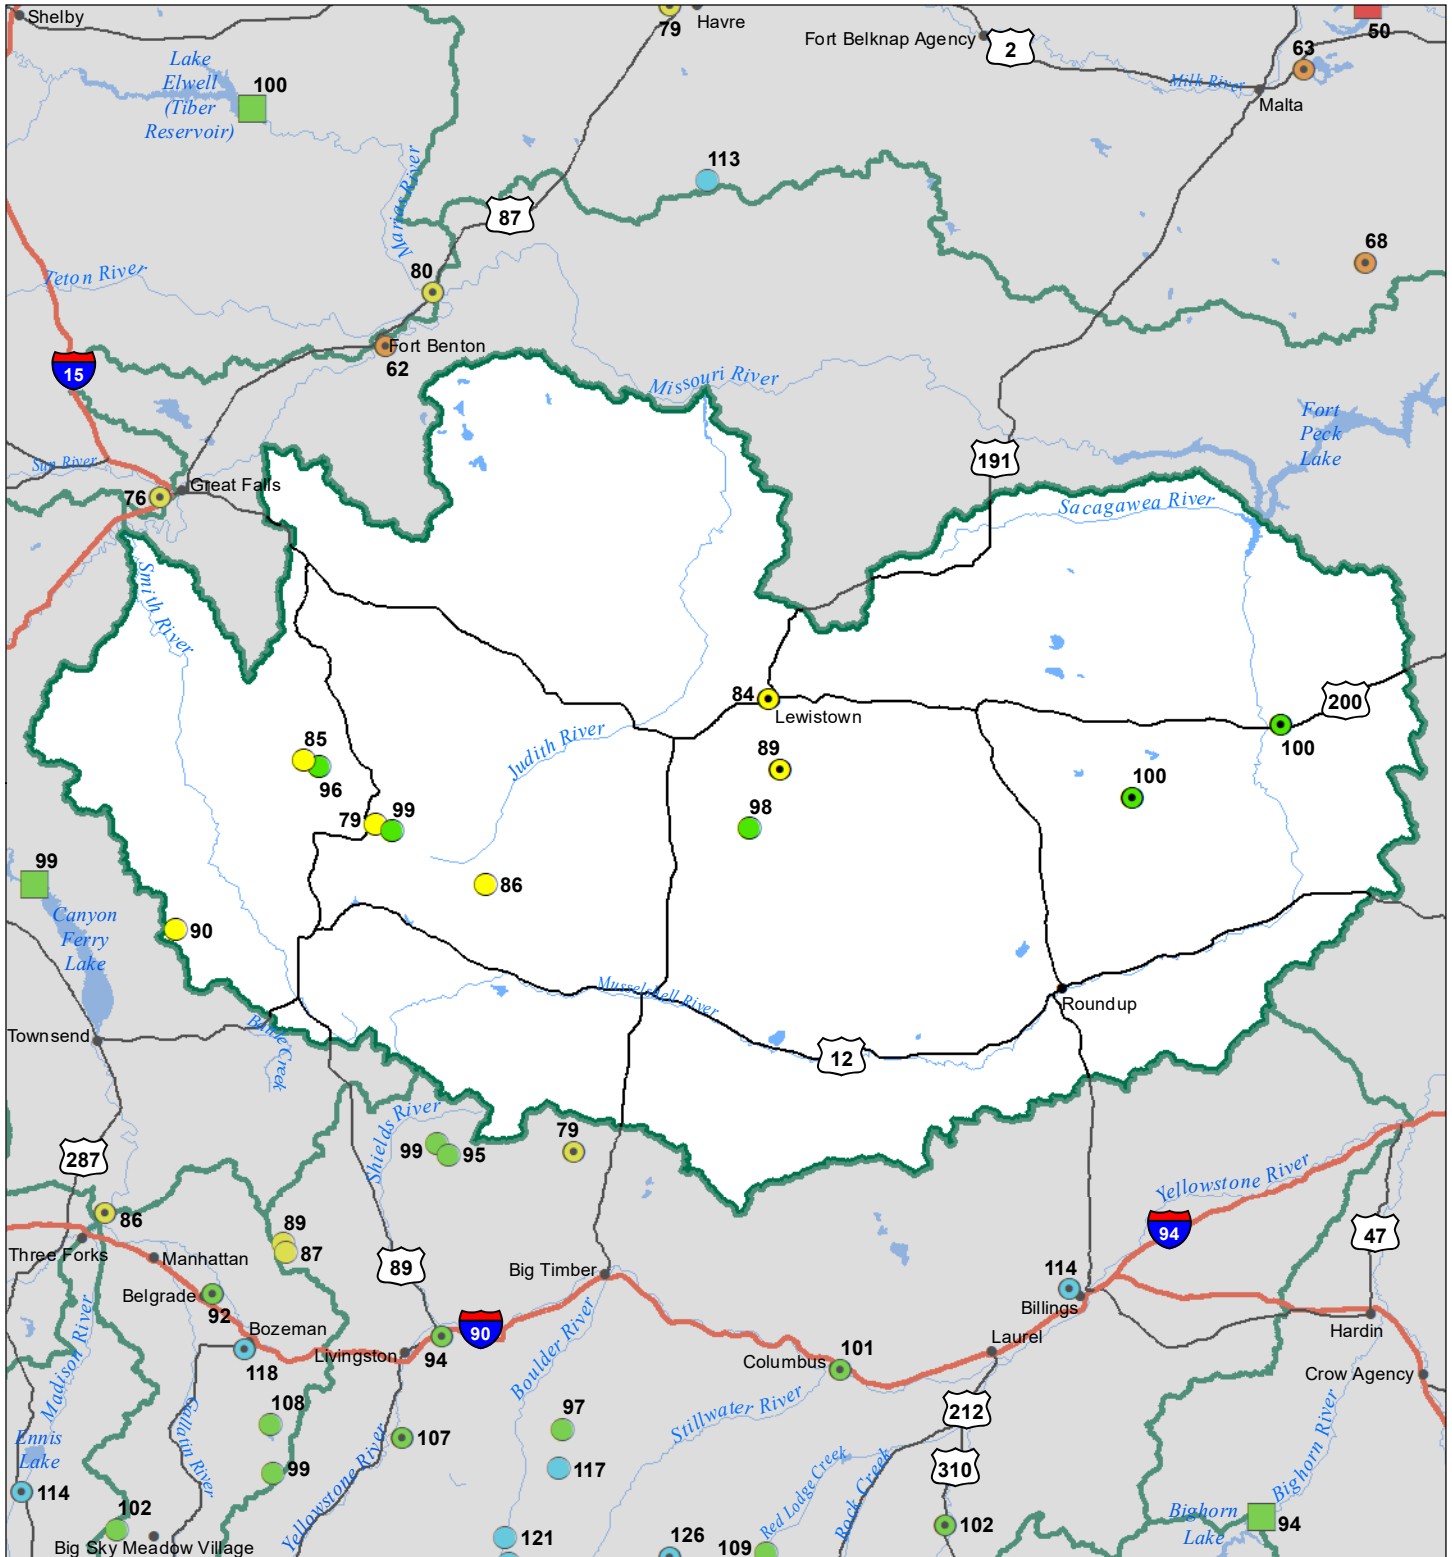 Shelby
79
Havre
Fort Belknap Agency
2
50
63
Lake
Elwell
(Tiber
Reservoir)
100
Milk River
Malta
113
Marias River
87
68
Teton River
80
15
Fort Benton
62
Missouri River
Fort
Peck
Lake
191
Sun River
76
Great Falls
Sacagawea River
Smith River
84
Lewistown
200
100
85
96
Judith River
89
100
79
99
98
99
86
Canyon
Ferry
Lake
90
Musselshell River
Roundup
Townsend
Battle Creek
12
Shields River
287
99
95
79
Yellowstone River
86
89
87
94
47
Three Forks
Manhattan
89
Big Timber
114
Billings
Belgrade
92
Bozeman
118
Livingston
94
90
Boulder River
Columbus
101
Laurel
Hardin
Crow Agency
Madison River
Gallatin River
108
107
97
Stillwater River
212
Ennis
Lake
99
117
310
114
102
Yellowstone River
121
126
109
Red Lodge Creek
Rock Creek
102
Bighorn River
Bighorn
Lake
94
Big Sky Meadow Village